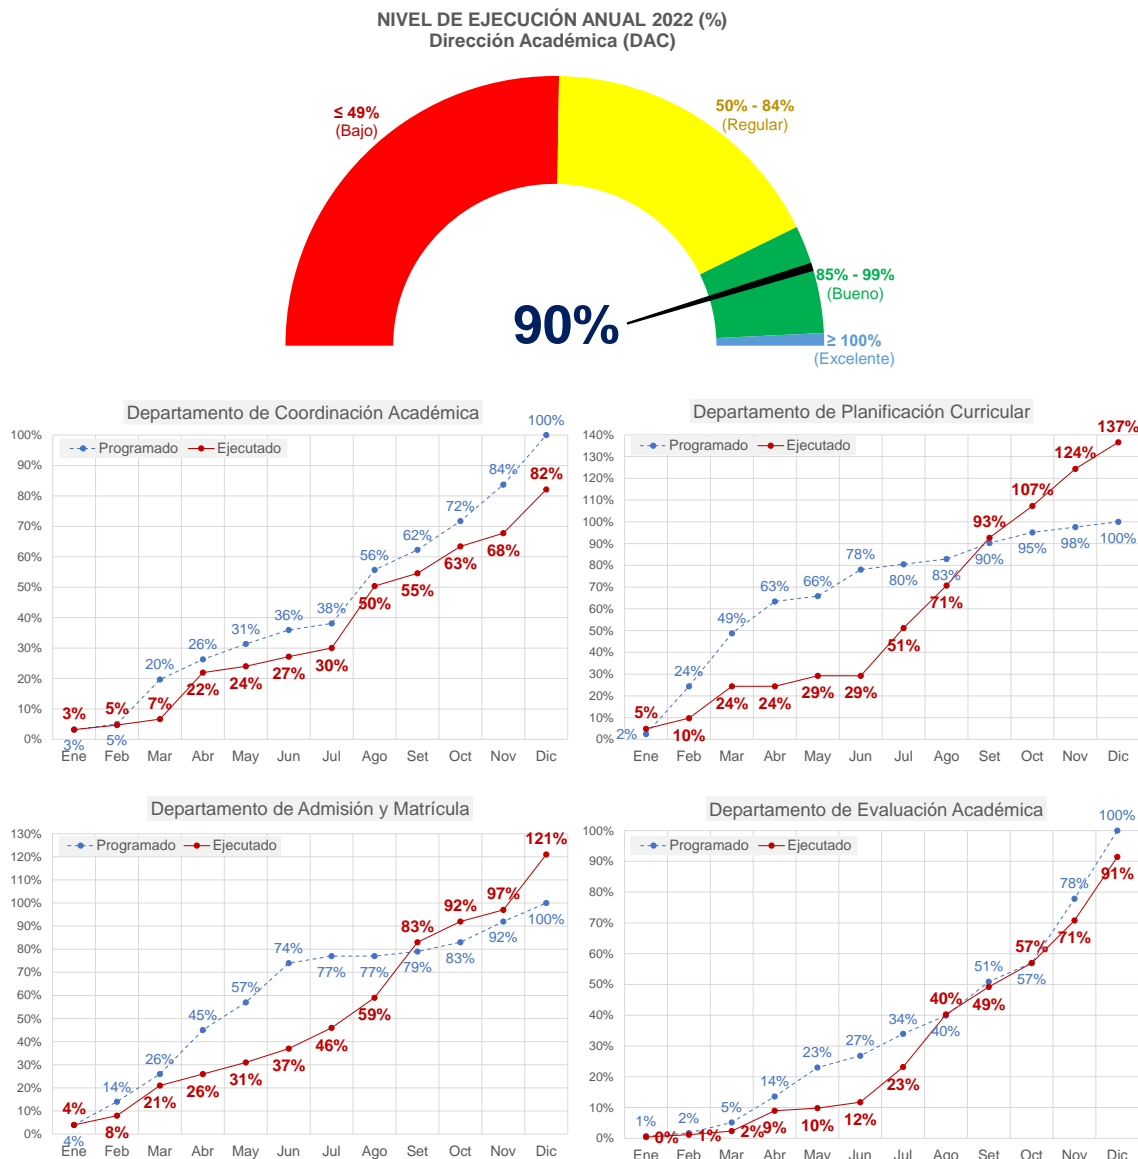 NIVEL DE EJECUCIÓN ANUAL 2022 (%)
Dirección Académica (DAC)
≤ 49%
(Bajo)
50% - 84%
(Regular)
85% - 99%
(Bueno)
≥ 100%
(Excelente)
90%
Departamento de Coordinación Académica
Programado
Ejecutado
100%
90%
80%
70%
60%
50%
40%
30%
20%
10%
0%
3% 5% 20% 26% 31% 36% 38% 56% 62% 72% 84% 100%
3% 5% 7% 22% 24% 27% 30% 50% 55% 63% 68% 82%
Ene Feb Mar Abr May Jun Jul Ago Set Oct Nov Dic
Departamento de Planificación Curricular
Programado
Ejecutado
140%
130%
120%
110%
100%
90%
80%
70%
60%
50%
40%
30%
20%
10%
0%
2% 24% 49% 63% 66% 78% 80% 83% 90% 95% 98% 100%
5% 10% 24% 24% 29% 29% 51% 71% 93% 107% 124% 137%
Ene Feb Mar Abr May Jun Jul Ago Set Oct Nov Dic
Departamento de Admisión y Matrícula
Programado
Ejecutado
130%
120%
110%
100%
90%
80%
70%
60%
50%
40%
30%
20%
10%
0%
4% 14% 26% 45% 57% 74% 77% 77% 79% 83% 92% 100%
4% 8% 21% 26% 31% 37% 46% 59% 83% 92% 97% 121%
Ene Feb Mar Abr May Jun Jul Ago Set Oct Nov Dic
Departamento de Evaluación Académica
Programado
Ejecutado
100%
90%
80%
70%
60%
50%
40%
30%
20%
10%
0%
1% 2% 5% 14% 23% 27% 34% 40% 51% 57% 78% 100%
0% 1% 2% 9% 10% 12% 23% 40% 49% 57% 71% 91%
Ene Feb Mar Abr May Jun Jul Ago Set Oct Nov Dic